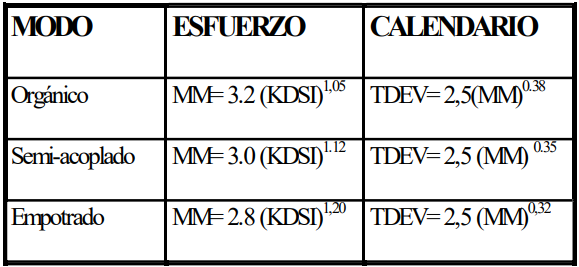 MODO ESFUERZO CALENDARIO
Orgánico MM= 3.2 (KDSI)^1,05 TDEV= 2,5(MM)^0.38
Semi-acoplado MM= 3.0 (KDSI)^1.12 TDEV= 2,5 (MM) ^0.35
Empotrado MM= 2.8 (KDSI)^1,20 TDEV= 2,5 (MM)^0,32